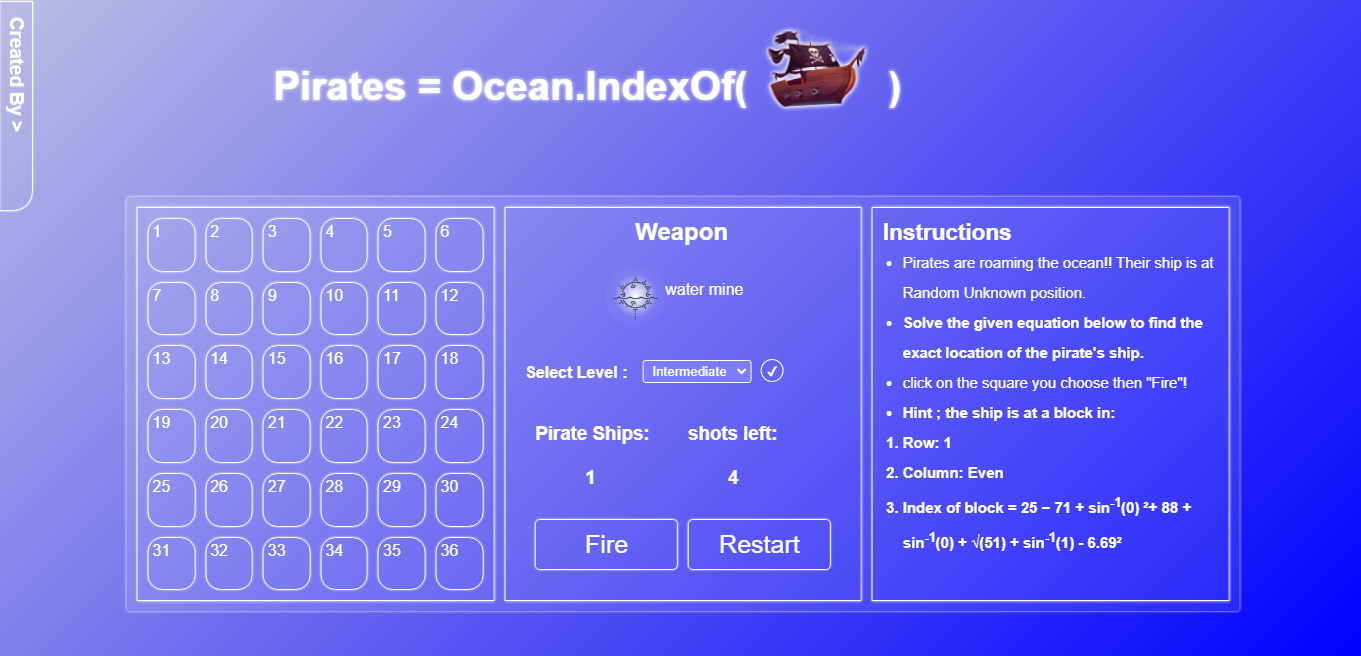 Created By >
Pirates = Ocean.IndexOf( )
1 2 3 4 5 6
7 8 9 10 11 12
13 14 15 16 17 18
19 20 21 22 23 24
25 26 27 28 29 30
31 32 33 34 35 36
Weapon
water mine
Select Level : Intermediate ✓
Pirate Ships: shots left:
1 4
Fire Restart
Instructions
• Pirates are roaming the ocean!! Their ship is at
Random Unknown position.
• Solve the given equation below to find the
exact location of the pirate's ship.
• click on the square you choose then "Fire"!
• Hint ; the ship is at a block in:
1. Row: 1
2. Column: Even
3. Index of block = 25 – 71 + sin⁻¹(0) ²+ 88 +
sin⁻¹(0) + √(51) + sin⁻¹(1) - 6.69²